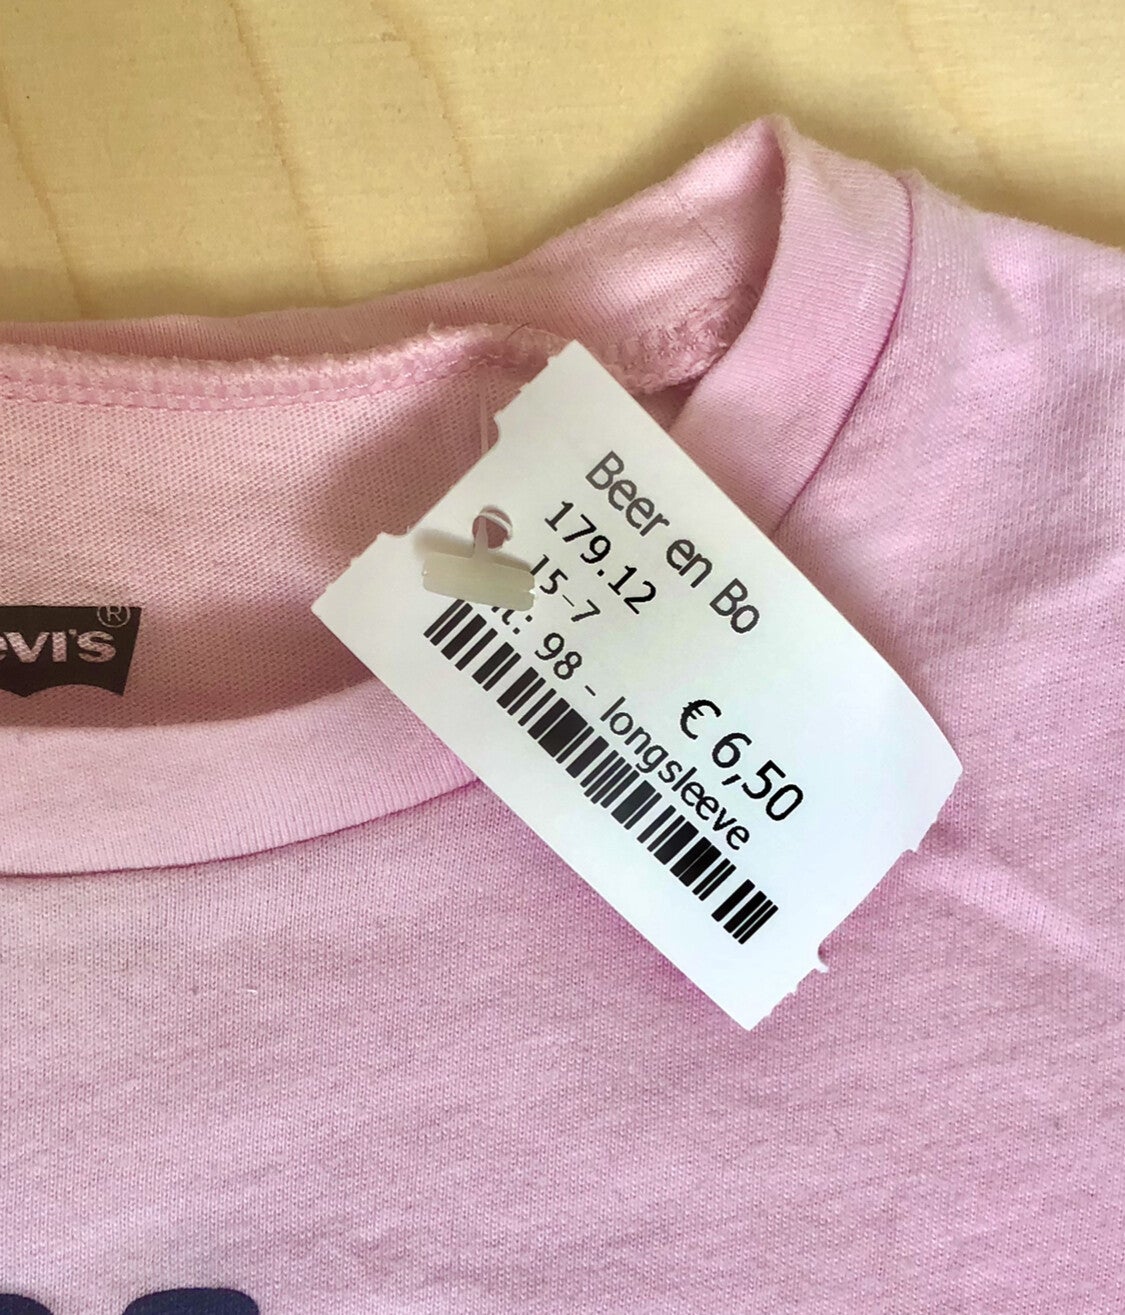 Beer en Bo
179.12
15-7
98 - longsleeve
€ 6,50
evi's
®